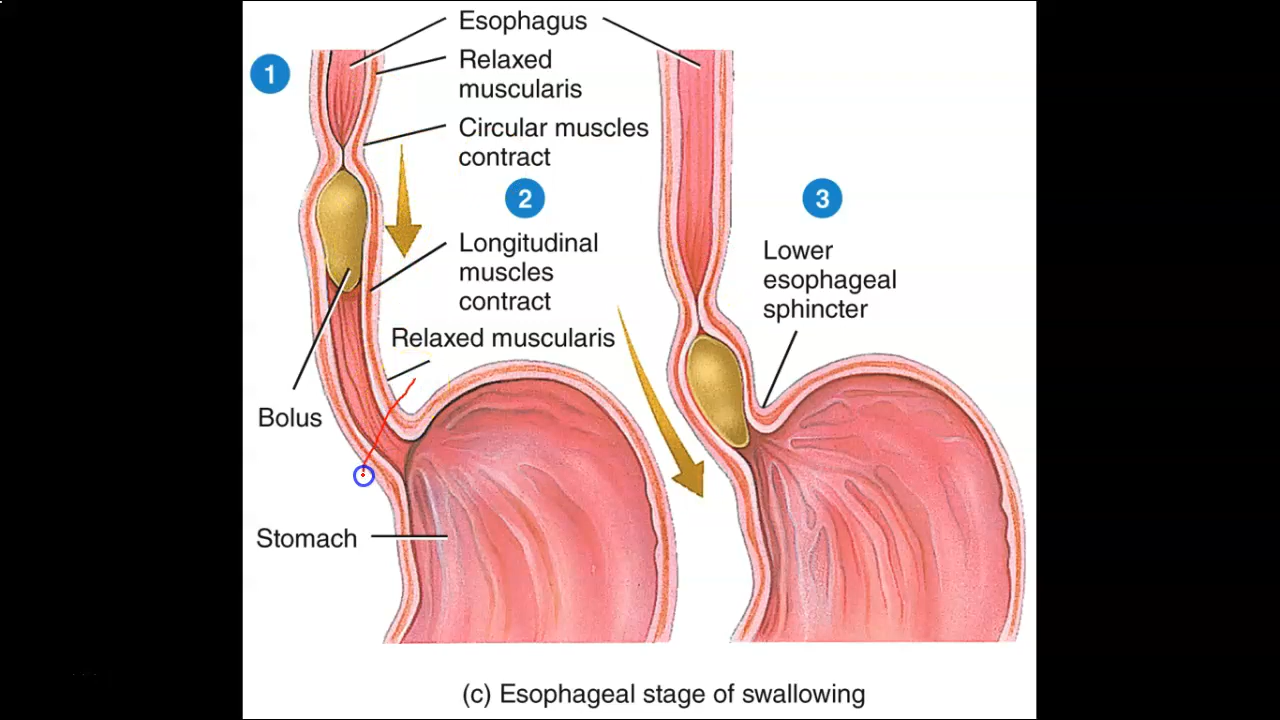 Esophagus
1
Relaxed
muscularis
Circular muscles
contract
2
Longitudinal
muscles
contract
Relaxed muscularis
Bolus
Stomach
3
Lower
esophageal
sphincter
(c) Esophageal stage of swallowing